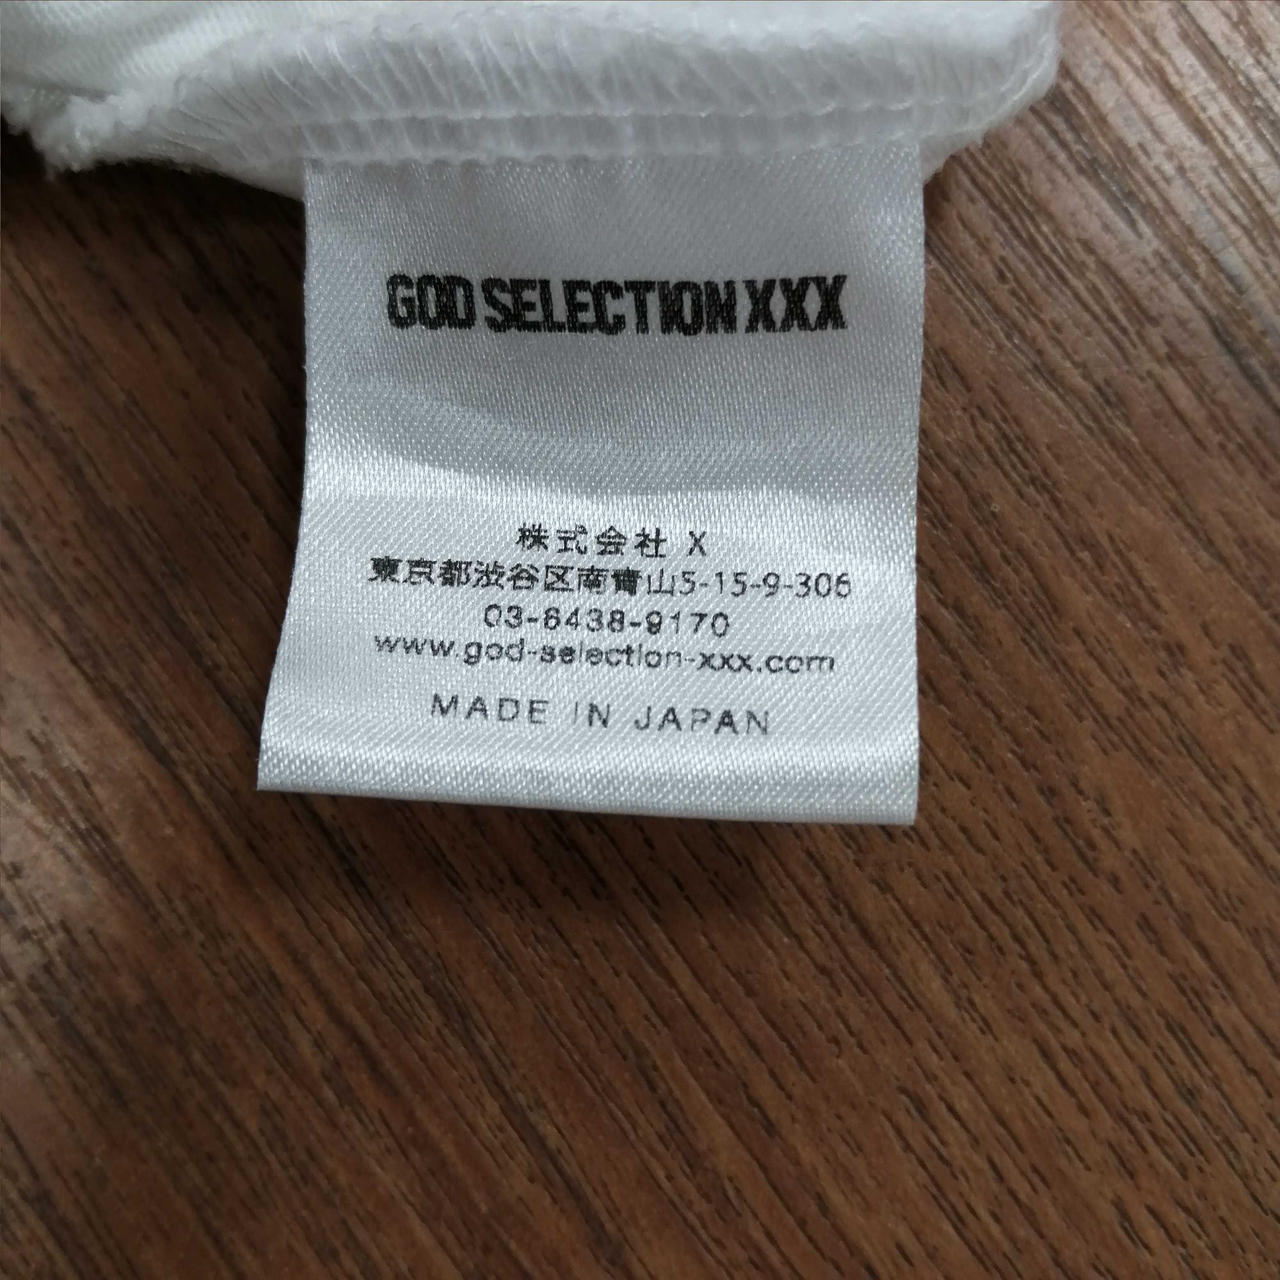 GOD SELECTION XXX
株式会社 X
東京都渋谷区南青山5-15-9-306
03-6438-9170
www.god-selection-xxx.com
MADE IN JAPAN